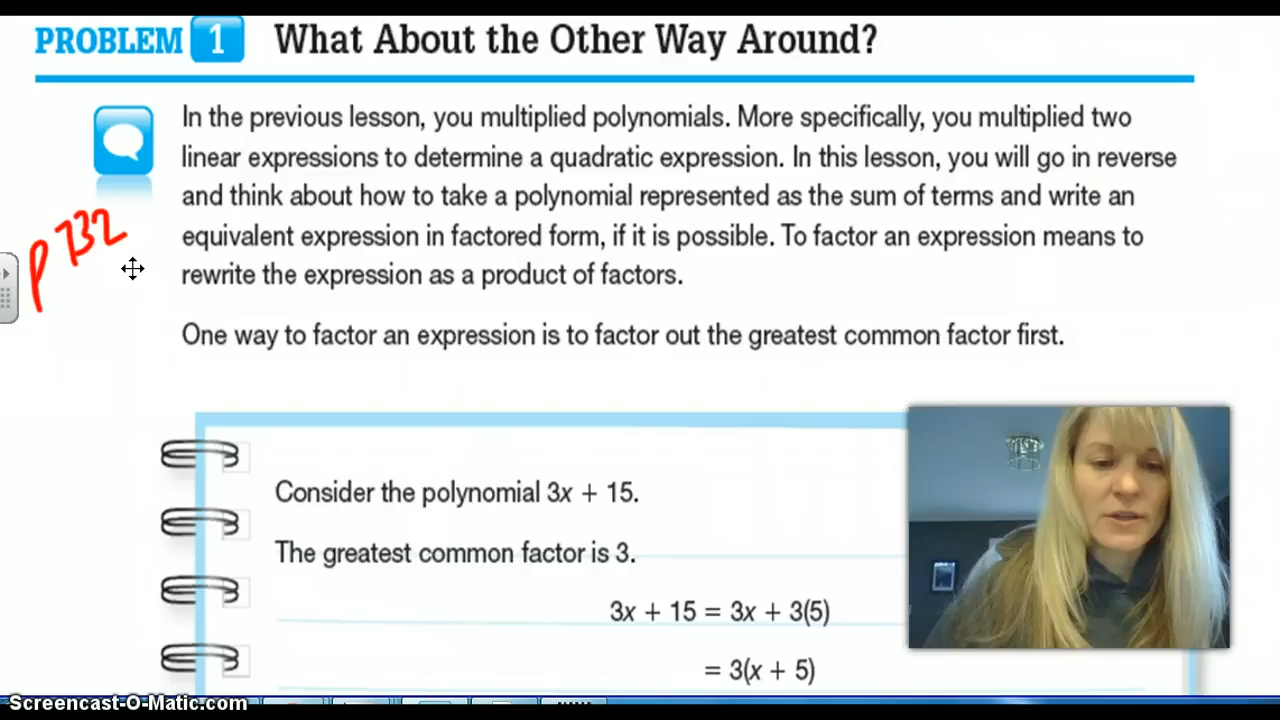 PROBLEM 1 What About the Other Way Around?
In the previous lesson, you multiplied polynomials. More specifically, you multiplied two
linear expressions to determine a quadratic expression. In this lesson, you will go in reverse
and think about how to take a polynomial represented as the sum of terms and write an
equivalent expression in factored form, if it is possible. To factor an expression means to
rewrite the expression as a product of factors.
p 732
One way to factor an expression is to factor out the greatest common factor first.
Consider the polynomial 3x + 15.
The greatest common factor is 3.
3x + 15 = 3x + 3(5)
= 3(x + 5)
Screencast-O-Matic.com